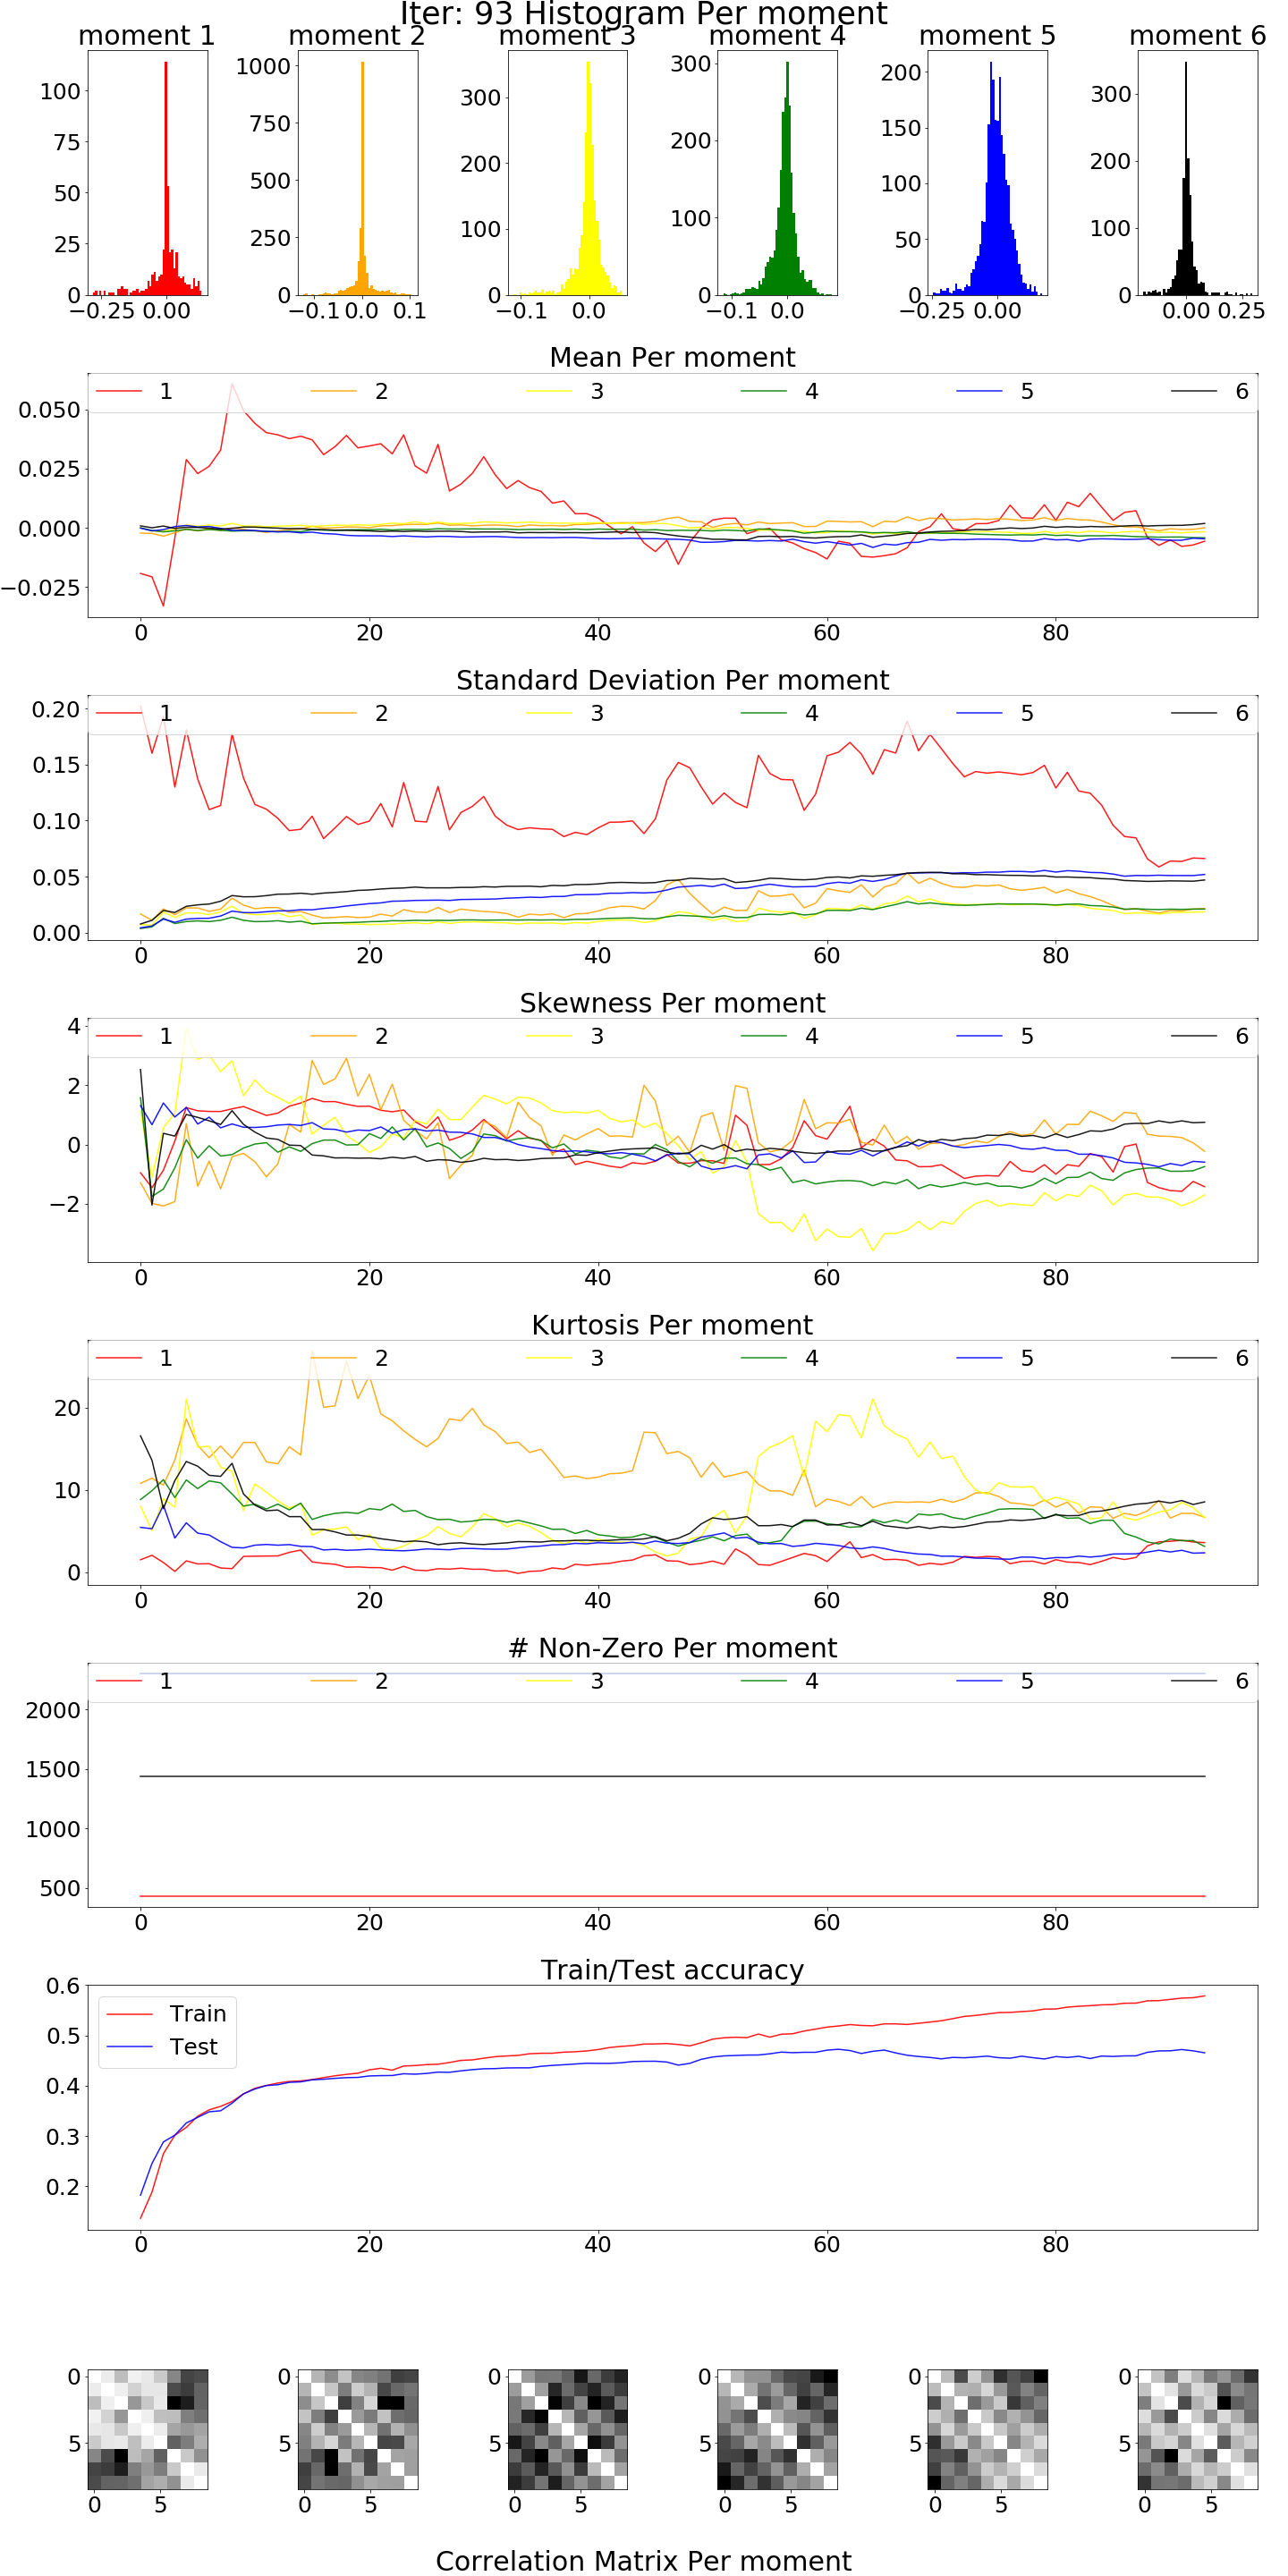 Iter: 93 Histogram Per moment
moment 1 moment 2 moment 3 moment 4 moment 5 moment 6
100
75
50
25
0
−0.25 0.00
1000
750
500
250
0
−0.1 0.0 0.1
300
200
100
0
−0.1 0.0
300
200
100
0
−0.1 0.0
200
150
100
50
0
−0.25 0.00
300
200
100
0
0.00 0.25
Mean Per moment
1 2 3 4 5 6
0.050
0.025
0.000
−0.025
0 20 40 60 80
Standard Deviation Per moment
1 2 3 4 5 6
0.20
0.15
0.10
0.05
0.00
0 20 40 60 80
Skewness Per moment
1 2 3 4 5 6
4
2
0
−2
0 20 40 60 80
Kurtosis Per moment
1 2 3 4 5 6
20
10
0
0 20 40 60 80
# Non-Zero Per moment
1 2 3 4 5 6
2000
1500
1000
500
0 20 40 60 80
Train/Test accuracy
Train
Test
0.6
0.5
0.4
0.3
0.2
0 20 40 60 80
0 0 0 0 0 0
5 5 5 5 5 5
0 5 0 5 0 5 0 5 0 5 0 5
Correlation Matrix Per moment